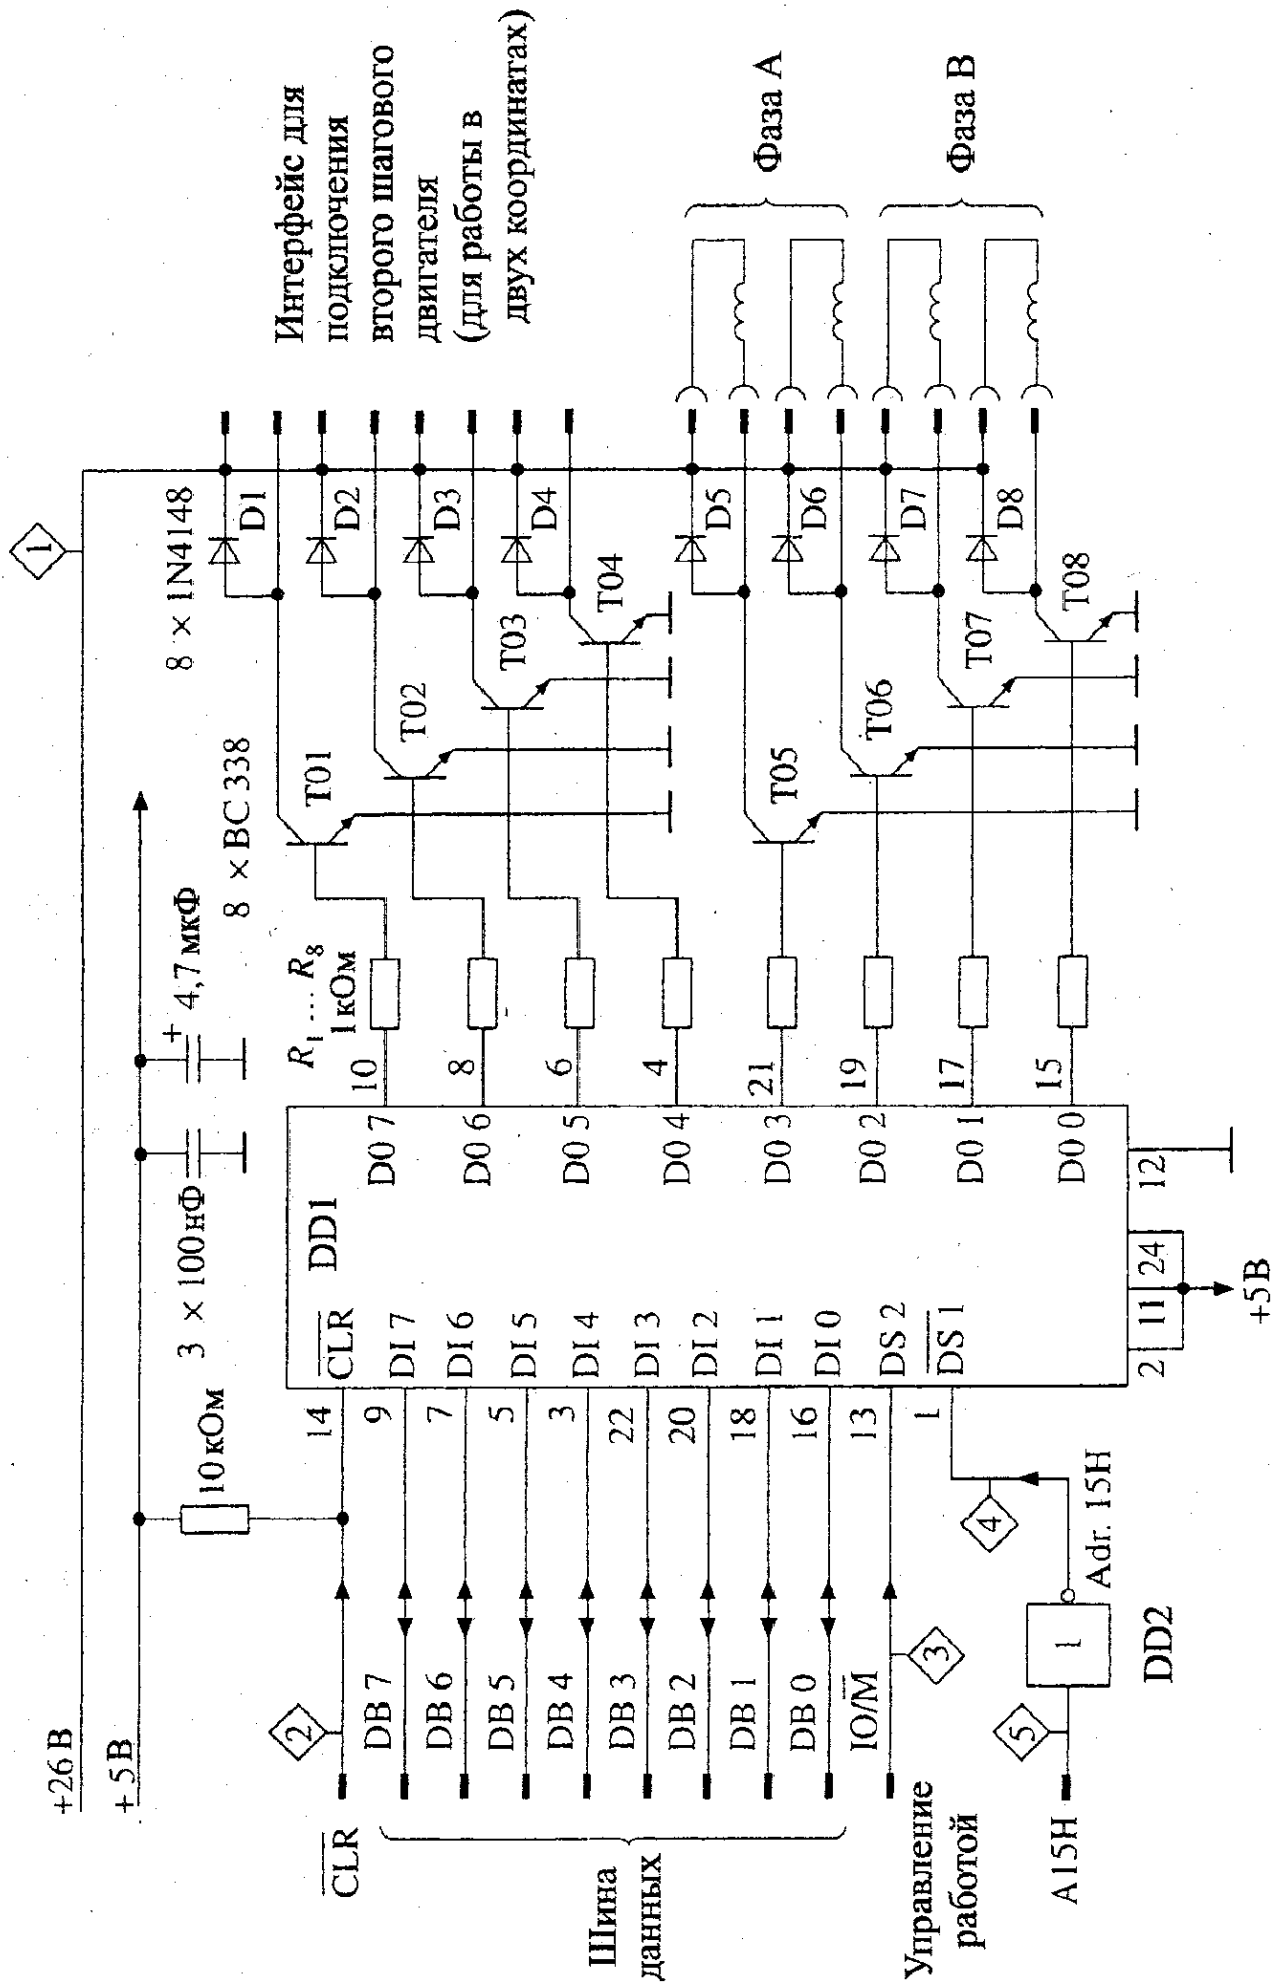 +26 В
+5 В
1
8 × 1N4148
Интерфейс для
подключения
второго шагового
двигателя
(для работы в
двух координатах)
3 × 100 нФ
+
4,7 мкФ
8 × BC 338
10 кОм
R1 ... R8
1 кОм
D1
D2
D3
D4
D5
D6
D7
D8
T01
T02
T03
T04
T05
T06
T07
T08
Фаза А
Фаза В
DD1
CLR
DI 7
DI 6
DI 5
DI 4
DI 3
DI 2
DI 1
DI 0
DS 2
DS 1
D0 7
D0 6
D0 5
D0 4
D0 3
D0 2
D0 1
D0 0
10
8
6
4
21
19
17
15
14
9
7
5
3
22
20
18
16
13
1
2
11
24
12
+5 В
2
CLR
DB 7
DB 6
DB 5
DB 4
DB 3
DB 2
DB 1
DB 0
IO/M̅
Шина
данных
Управление
работой
3
4
5
A15H
1
DD2
Adr. 15H